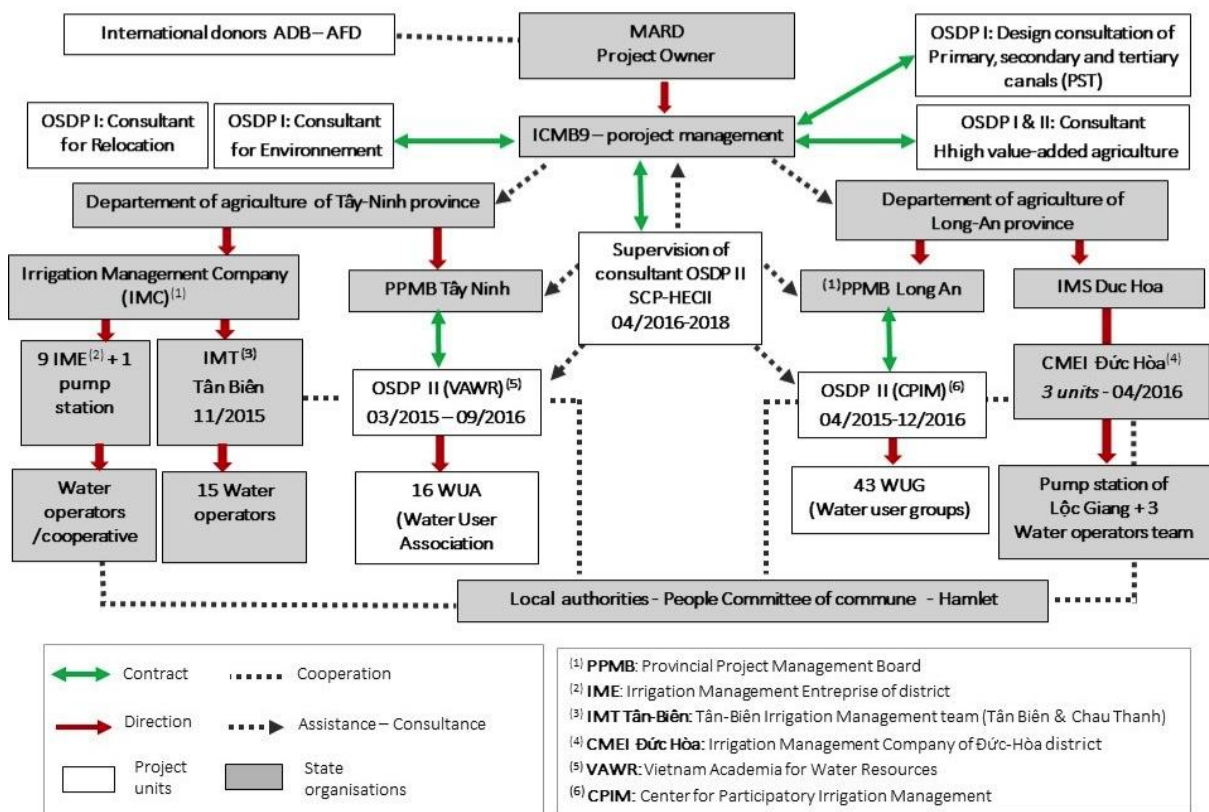 International donors ADB – AFD
MARD
Project Owner
OSDP I: Design consultation of
Primary, secondary and tertiary
canals (PST)
OSDP I: Consultant
for Relocation
OSDP I: Consultant
for Environnement
ICMB9 – poroject management
OSDP I & II: Consultant
Hhigh value-added agriculture
Departement of agriculture of Tây-Ninh province
Departement of agriculture of
Long-An province
Supervision of
consultant OSDP II
SCP-HECII
04/2016-2018
Irrigation Management Company
(IMC)(1)
PPMB Tây Ninh
(1)PPMB Long An
IMS Duc Hoa
9 IME(2) + 1
pump
station
IMT(3)
Tân Biên
11/2015
OSDP II (VAWR)(5)
03/2015 – 09/2016
OSDP II (CPIM)(6)
04/2015-12/2016
CMEI Đức Hòa(4)
3 units - 04/2016
Water
operators
/cooperative
15 Water
operators
16 WUA
(Water User
Association
43 WUG
(Water user groups)
Pump station of
Lộc Giang + 3
Water operators team
Local authorities - People Committee of commune - Hamlet
Contract
Cooperation
Direction
Assistance – Consultance
Project
units
State
organisations
(1) PPMB: Provincial Project Management Board
(2) IME: Irrigation Management Entreprise of district
(3) IMT Tân-Biên: Tân-Biên Irrigation Management team (Tân Biên & Chau Thanh)
(4) CMEI Đức Hòa: Irrigation Management Company of Đức-Hòa district
(5) VAWR: Vietnam Academia for Water Resources
(6) CPIM: Center for Participatory Irrigation Management